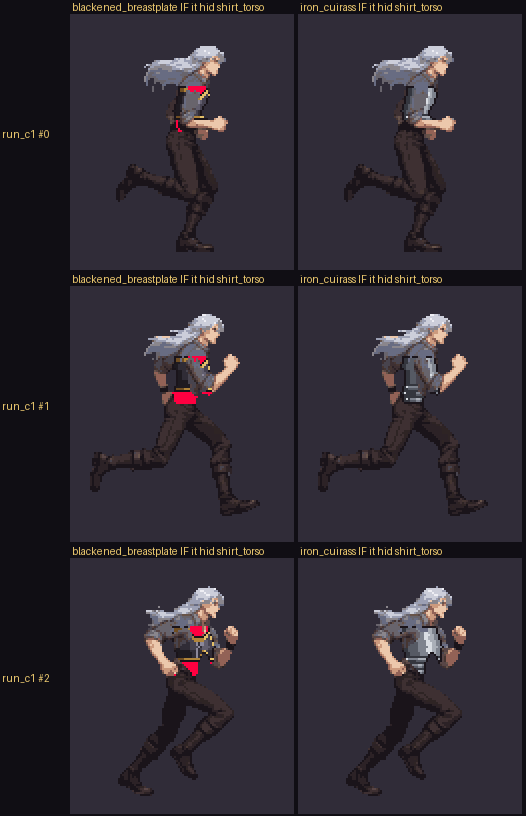 blackened_breastplate IF it hid shirt_torso
iron_cuirass IF it hid shirt_torso
run_c1 #0
blackened_breastplate IF it hid shirt_torso
iron_cuirass IF it hid shirt_torso
run_c1 #1
blackened_breastplate IF it hid shirt_torso
iron_cuirass IF it hid shirt_torso
run_c1 #2